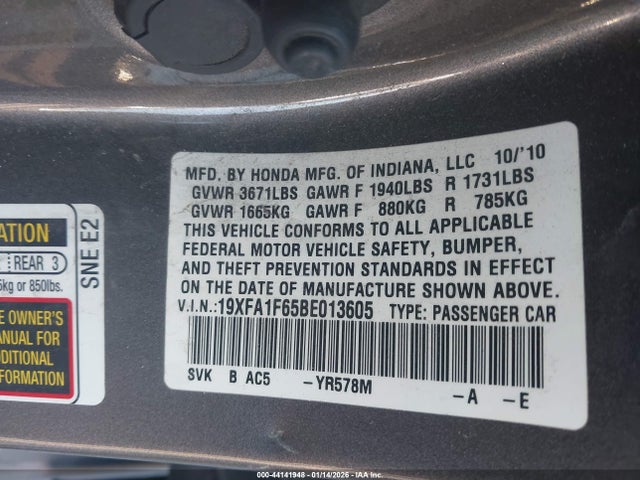 MFD. BY HONDA MFG. OF INDIANA, LLC 10/'10
GVWR 3671LBS GAWR F 1940LBS R 1731LBS
GVWR 1665KG GAWR F 880KG R 785KG
THIS VEHICLE CONFORMS TO ALL APPLICABLE
FEDERAL MOTOR VEHICLE SAFETY, BUMPER,
AND THEFT PREVENTION STANDARDS IN EFFECT
ON THE DATE OF MANUFACTURE SHOWN ABOVE.
V.I.N.:19XFA1F65BE013605 TYPE: PASSENGER CAR
SVK B AC5 -YR578M -A -E
ATION
REAR 3
kg or 850lbs.
E OWNER'S
ANUAL FOR
DDITIONAL
FORMATION
SNE E2
000-44141948 - 01/14/2026 - IAA Inc.